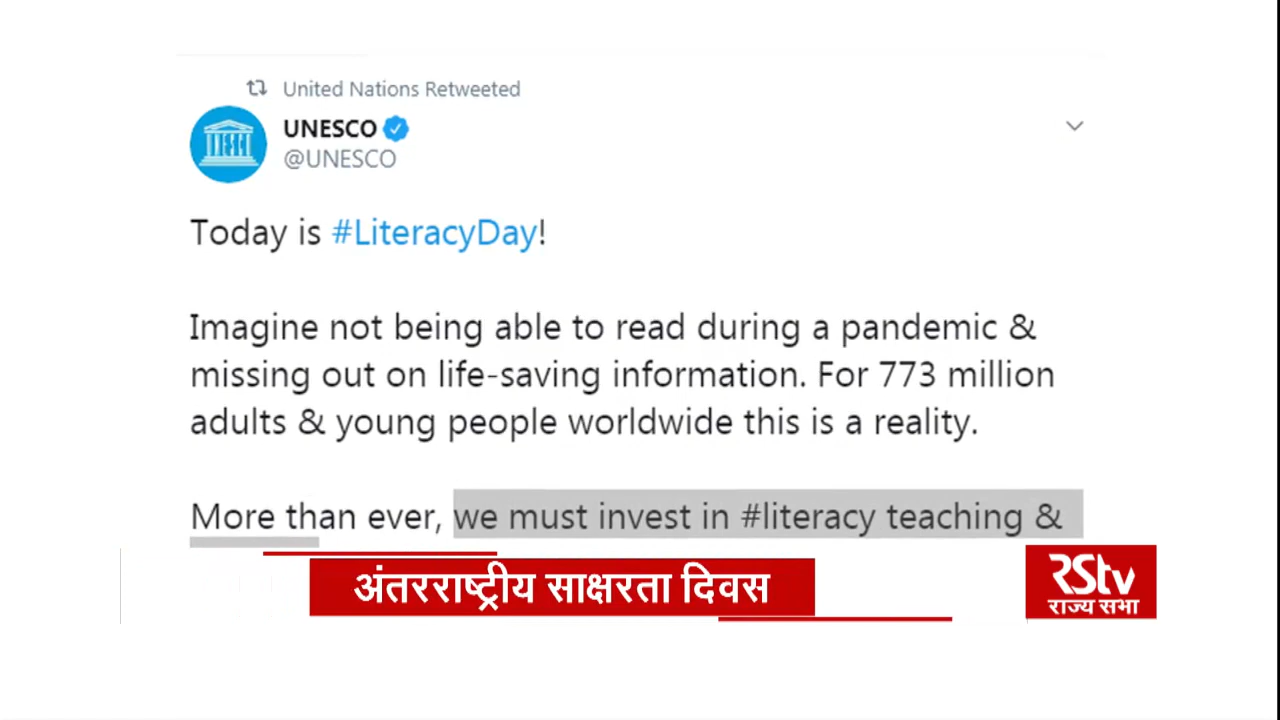 United Nations Retweeted
UNESCO
@UNESCO
Today is #LiteracyDay!
Imagine not being able to read during a pandemic &
missing out on life-saving information. For 773 million
adults & young people worldwide this is a reality.
More than ever, we must invest in #literacy teaching &
अंतरराष्ट्रीय साक्षरता दिवस
RSTV
राज्य सभा